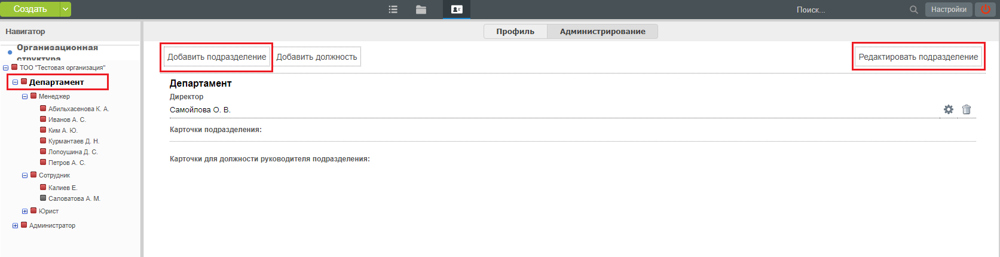 Создать
Поиск...
Настройки
Навигатор
Организационная
структура
ТОО "Тестовая организация"
Департамент
Менеджер
Абильхасенова К. А.
Иванов А. С.
Ким А. Ю.
Курмантаев Д. Н.
Лопоушина Д. С.
Петров А. С.
Сотрудник
Калиев Е.
Саловатова А. М.
Юрист
Администратор
Профиль
Администрирование
Добавить подразделение
Добавить должность
Редактировать подразделение
Департамент
Директор
Самойлова О. В.
Карточки подразделения:
Карточки для должности руководителя подразделения: